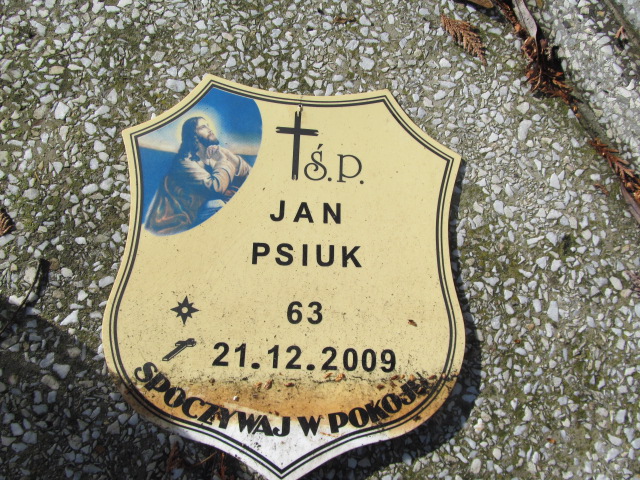 Ś.P.
JAN
PSIUK
63
21.12.2009
SPOCZYWAJ W POKOJU